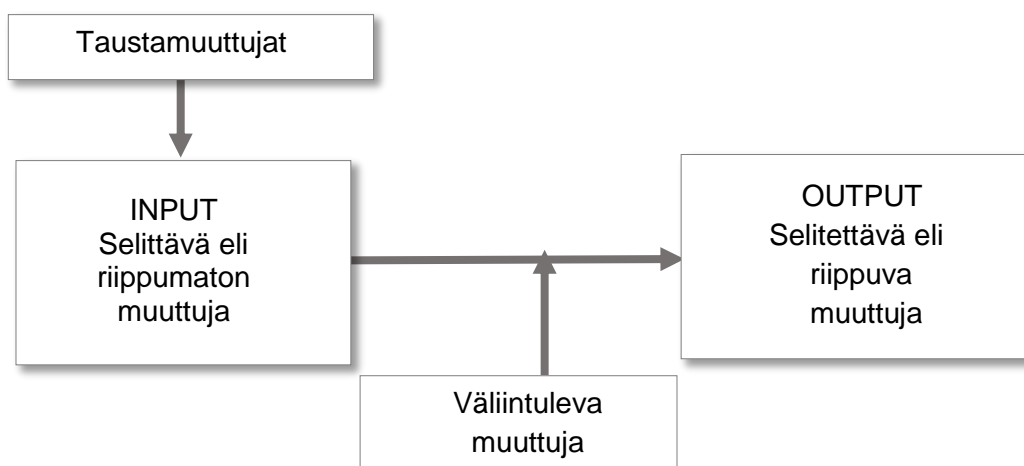 Taustamuuttujat
INPUT
Selittävä eli
riippumaton
muuttuja
OUTPUT
Selitettävä eli
riippuva
muuttuja
Väliintuleva
muuttuja